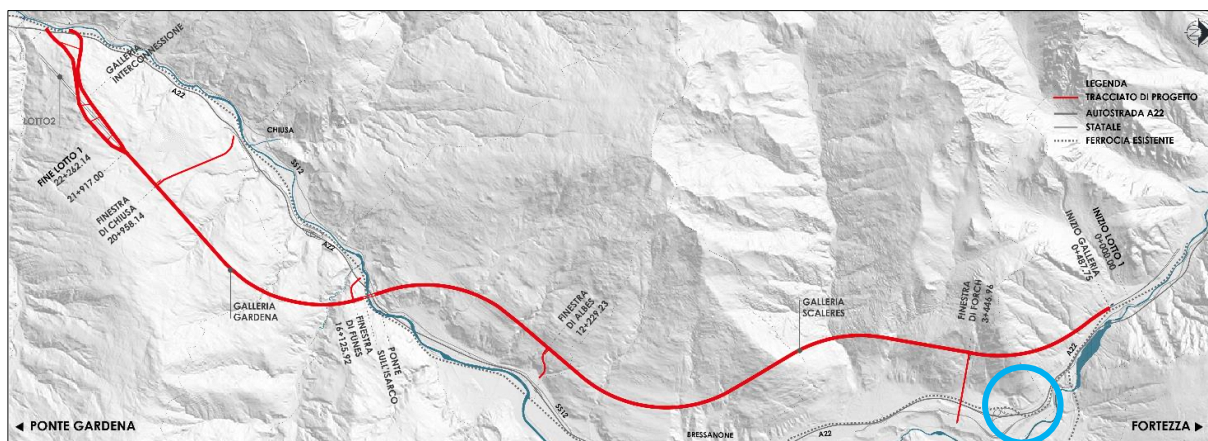 GALLERIA
INTERCONNESSIONE
A22
LOTTO2
CHIUSA
SS12
FINE LOTTO 1
22+262.14
21+917.00
FINESTRA
DI CHIUSA
20+958.14
A22
GALLERIA
GARDENA
FINESTRA
DI FUNES
16+125.92
PONTE
SULL'ISARCO
FINESTRA
DI ALBES
12+229.23
SS12
GALLERIA
SCALERES
FINESTRA
DI FORCH
3+446.96
INIZIO LOTTO 1
0+000.00
INIZIO GALLERIA
0+487.75
A22
LEGENDA
TRACCIATO DI PROGETTO
AUTOSTRADA A22
STATALE
FERROCIA ESISTENTE
BRESSANONE
A22
PONTE GARDENA
FORTEZZA